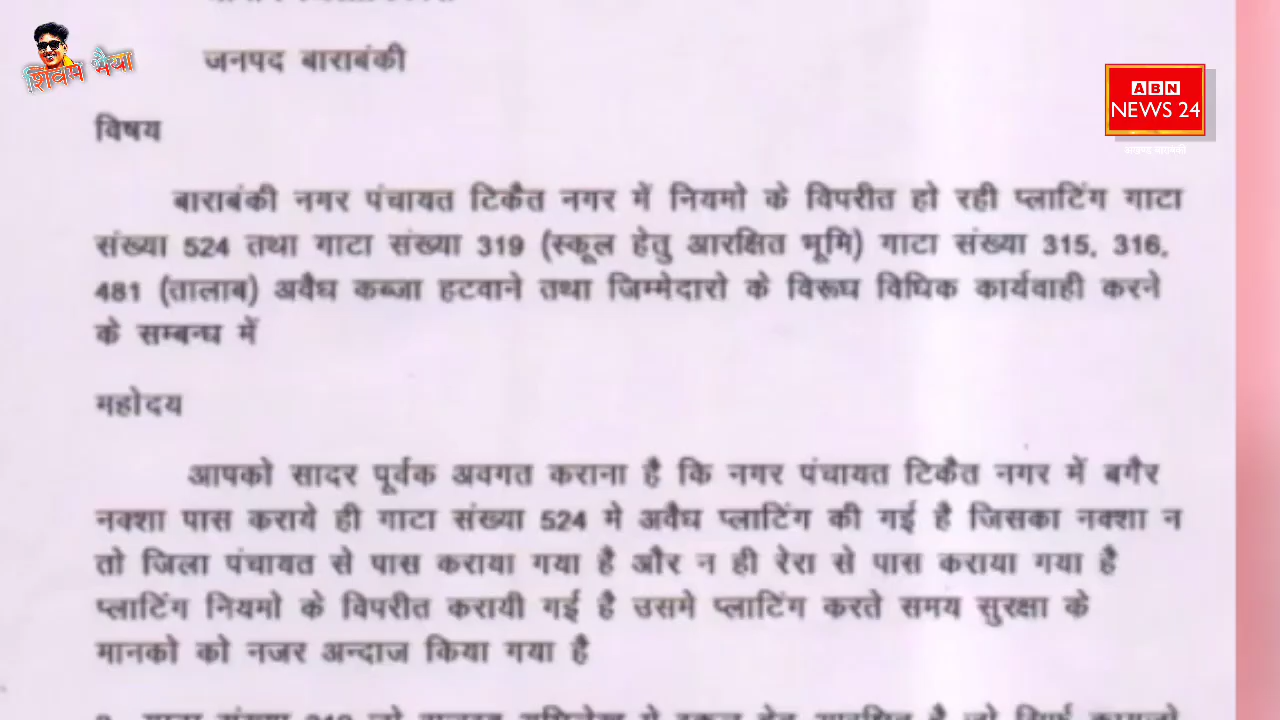 जनपद बाराबंकी
शिवम भैया
ABN
NEWS 24
विषय
बाराबंकी नगर पंचायत टिकैत नगर में नियमो के विपरीत हो रही प्लाटिंग गाटा
संख्या 524 तथा गाटा संख्या 319 (स्कूल हेतु आरक्षित भूमि) गाटा संख्या 315, 316,
481 (तालाब) अवैध कब्जा हटवाने तथा जिम्मेदारो के विरूध विधिक कार्यवाही करने
के सम्बन्ध में
महोदय
आपको सादर पूर्वक अवगत कराना है कि नगर पंचायत टिकैत नगर में बगैर
नक्शा पास कराये ही गाटा संख्या 524 मे अवैध प्लाटिंग की गई है जिसका नक्शा न
तो जिला पंचायत से पास कराया गया है और न ही रेरा से पास कराया गया है
प्लाटिंग नियमो के विपरीत करायी गई है उसमे प्लाटिंग करते समय सुरक्षा के
मानको को नजर अन्दाज किया गया है